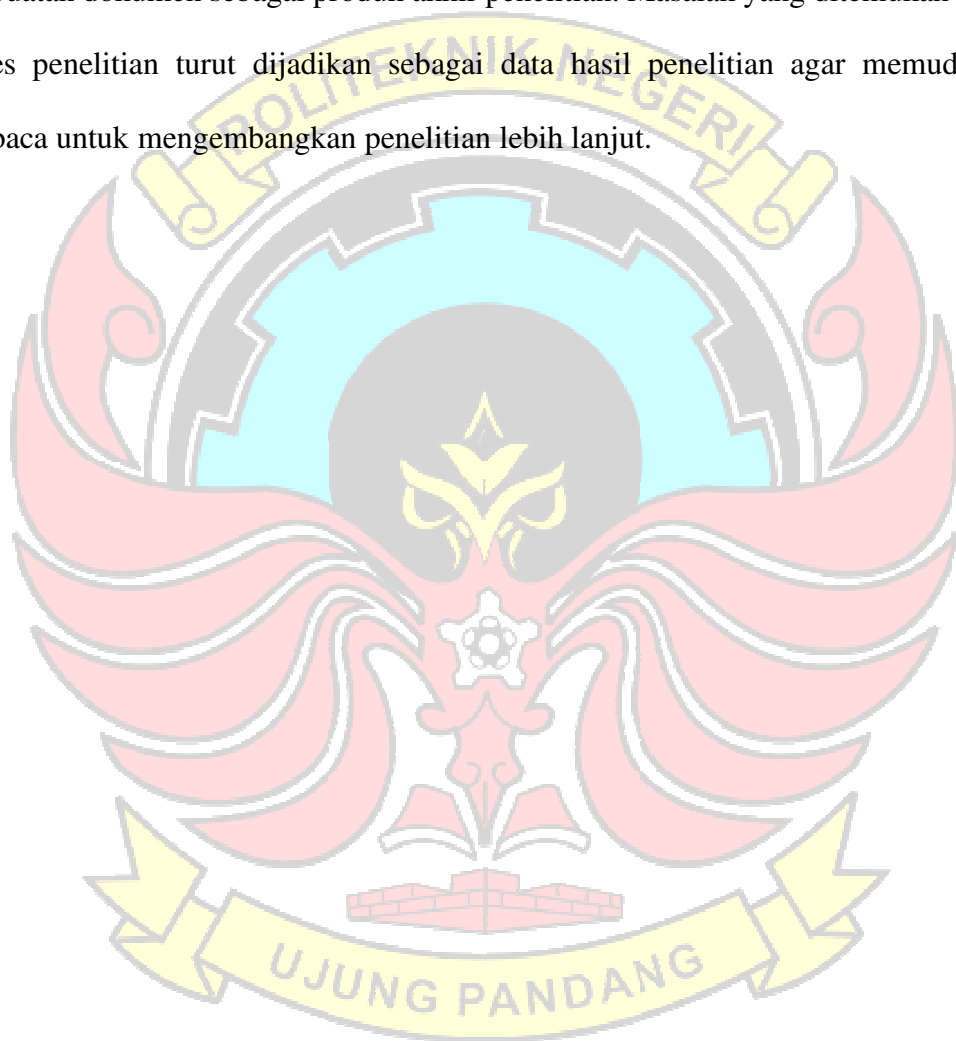 dokumen sebagai produk akhir penelitian. Masalah yang ditemukan
es penelitian turut dijadikan sebagai data hasil penelitian agar memud
baca untuk mengembangkan penelitian lebih lanjut.
POLITEKNIK NEGERI
UJUNG PANDANG